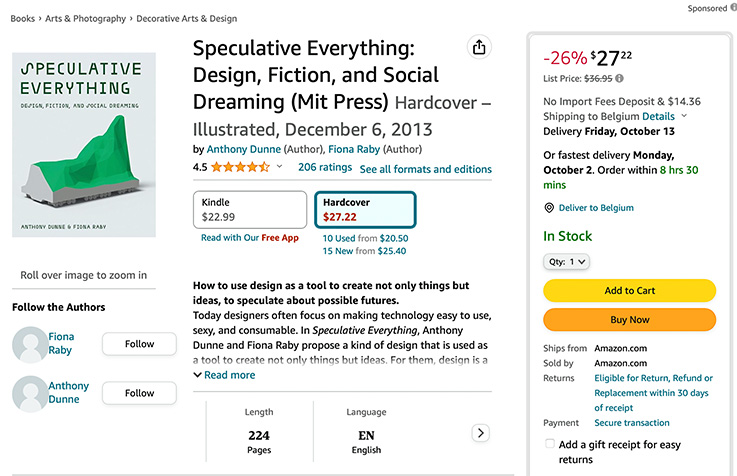 Sponsored
Books › Arts & Photography › Decorative Arts & Design
SPECULATIVE
EVERYTHING
DESIGN, FICTION, AND SOCIAL DREAMING
ANTHONY DUNNE & FIONA RABY
Roll over image to zoom in
Follow the Authors
Fiona
Raby
Follow
Anthony
Dunne
Follow
Speculative Everything:
Design, Fiction, and Social
Dreaming (Mit Press) Hardcover –
Illustrated, December 6, 2013
by Anthony Dunne (Author), Fiona Raby (Author)
4.5 206 ratings See all formats and editions
Kindle
$22.99
Hardcover
$27.22
Read with Our Free App
10 Used from $20.50
15 New from $25.40
How to use design as a tool to create not only things but
ideas, to speculate about possible futures.
Today designers often focus on making technology easy to use,
sexy, and consumable. In Speculative Everything, Anthony
Dunne and Fiona Raby propose a kind of design that is used as
a tool to create not only things but ideas. For them, design is a
Read more
Length
224
Pages
Language
EN
English
-26% $27 22
List Price: $36.95
No Import Fees Deposit & $14.36
Shipping to Belgium Details
Delivery Friday, October 13
Or fastest delivery Monday,
October 2. Order within 8 hrs 30
mins
Deliver to Belgium
In Stock
Qty: 1
Add to Cart
Buy Now
Ships from Amazon.com
Sold by Amazon.com
Returns Eligible for Return, Refund or
Replacement within 30 days
of receipt
Payment Secure transaction
Add a gift receipt for easy
returns